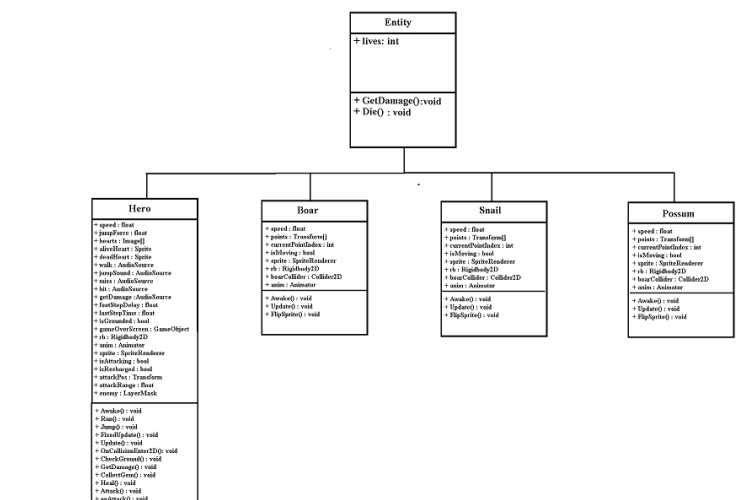 Entity
+ lives: int
+ GetDamage():void
+ Die() : void
Hero
+ speed : float
+ jumpForce : float
+ hearts : Image[]
+ aliveHeart : Sprite
+ deadHeart : Sprite
+ walk : AudioSource
+ jumpSound : AudioSource
+ miss : AudioSource
+ hit : AudioSource
+ getDamage :AudioSource
+ footStepDelay : float
+ lastStepTime : float
+ isGrounded : bool
+ gameOverScreen : GameObject
+ rb : Rigidbody2D
+ anim : Animator
+ sprite : SpriteRenderer
+ isAttacking : bool
+ isRecharged : bool
+ attackPos : Transform
+ attackRange : float
+ enemy : LayerMask
+ Awake() : void
+ Run() : void
+ Jump() : void
+ FixedUpdate() : void
+ Update() : void
+ OnCollisionEnter2D(): void
+ CheckGround() : void
+ GetDamage() : void
+ CollectGem() : void
+ Heal() : void
+ Attack() : void
+ onAttack() : void
Boar
+ speed : float
+ points : Transform[]
+ currentPointIndex : int
+ isMoving : bool
+ sprite : SpriteRenderer
+ rb : Rigidbody2D
+ boarCollider : Collider2D
+ anim : Animator
+ Awake() : void
+ Update() : void
+ FlipSprite() : void
Snail
+ speed : float
+ points : Transform[]
+ currentPointIndex : int
+ isMoving : bool
+ sprite : SpriteRenderer
+ rb : Rigidbody2D
+ boarCollider : Collider2D
+ anim : Animator
+ Awake() : void
+ Update() : void
+ FlipSprite() : void
Possum
+ speed : float
+ points : Transform[]
+ currentPointIndex : int
+ isMoving : bool
+ sprite : SpriteRenderer
+ rb : Rigidbody2D
+ boarCollider : Collider2D
+ anim : Animator
+ Awake() : void
+ Update() : void
+ FlipSprite() : void